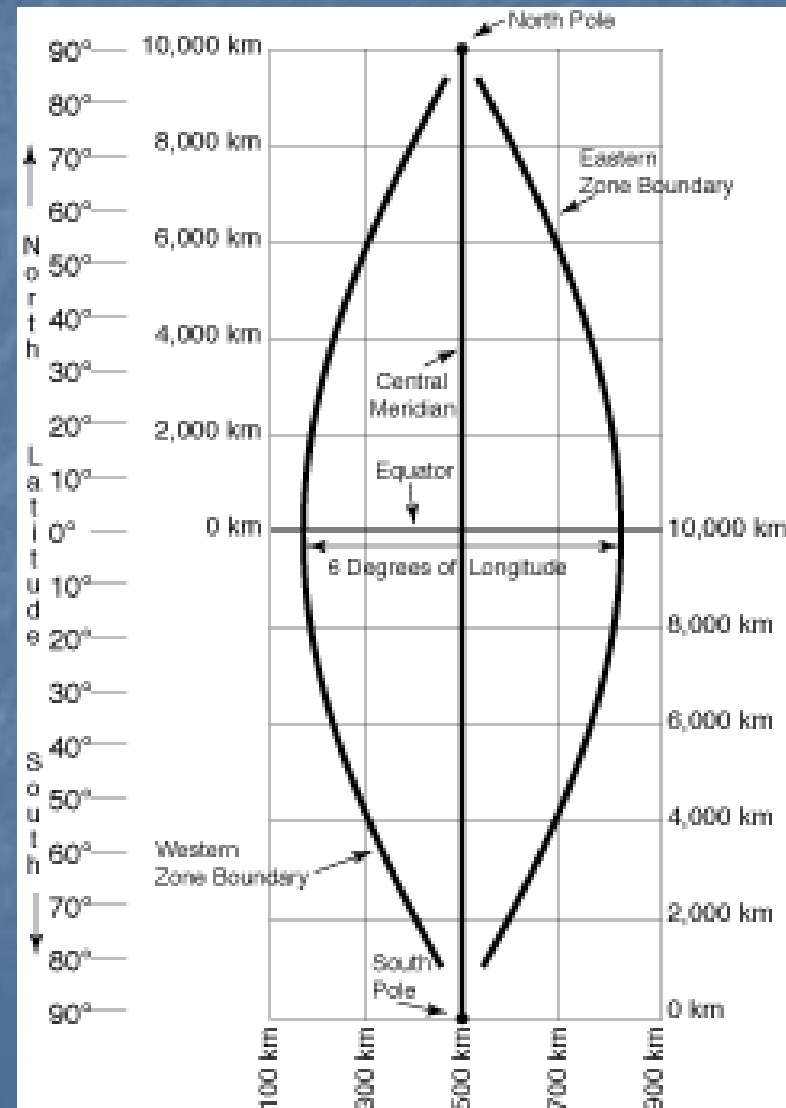 North Pole
90° 10,000 km
80°
8,000 km
70°
Eastern
Zone Boundary
60°
6,000 km
50°
40°
4,000 km
30°
Central
Meridian
20°
2,000 km
10°
Equator
0° 0 km 10,000 km
6 Degrees of Longitude
10°
20°
8,000 km
30°
40°
6,000 km
50°
4,000 km
60°
Western
Zone Boundary
70°
2,000 km
80°
South
Pole
90°
0 km
100 km
300 km
500 km
700 km
900 km
North
Latitude
South